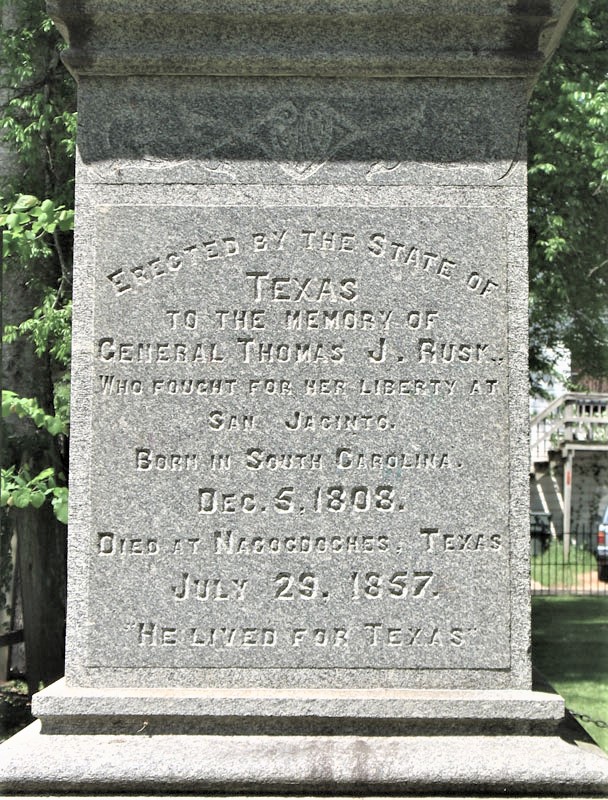 ERECTED BY THE STATE OF
TEXAS
TO THE MEMORY OF
GENERAL THOMAS J. RUSK.,
WHO FOUGHT FOR HER LIBERTY AT
SAN JACINTO.
BORN IN SOUTH CAROLINA.
DEC. 5, 1808.
DIED AT NACOGDOCHES, TEXAS
JULY 29, 1857.
"HE LIVED FOR TEXAS"